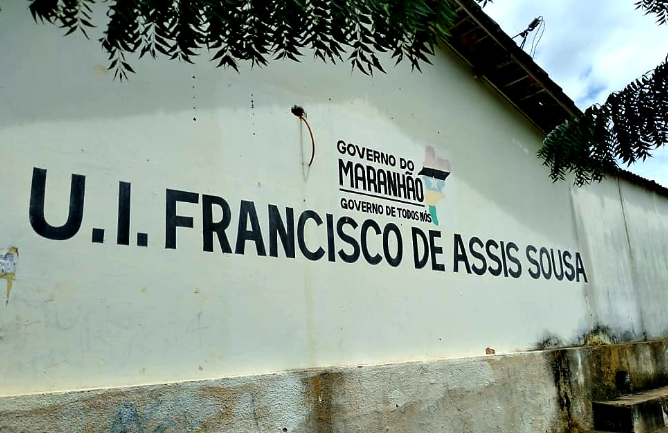 GOVERNO DO
MARANHÃO
GOVERNO DE TODOS NÓS
U.I. FRANCISCO DE ASSIS SOUSA